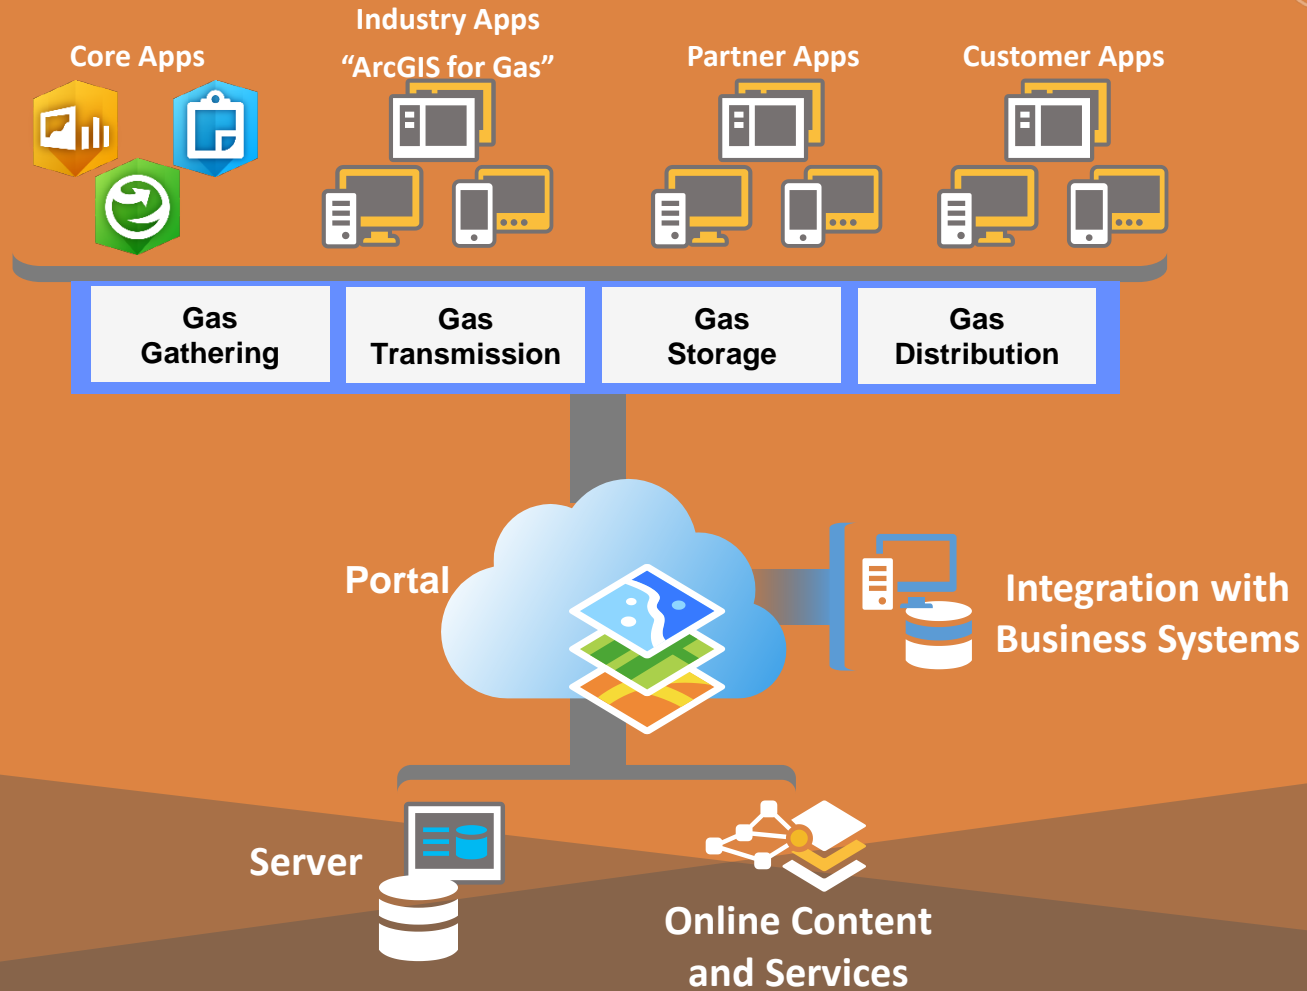 Industry Apps
Core Apps
“ArcGIS for Gas”
Partner Apps
Customer Apps
Gas
Gathering
Gas
Transmission
Gas
Storage
Gas
Distribution
Portal
Integration with
Business Systems
Server
Online Content
and Services